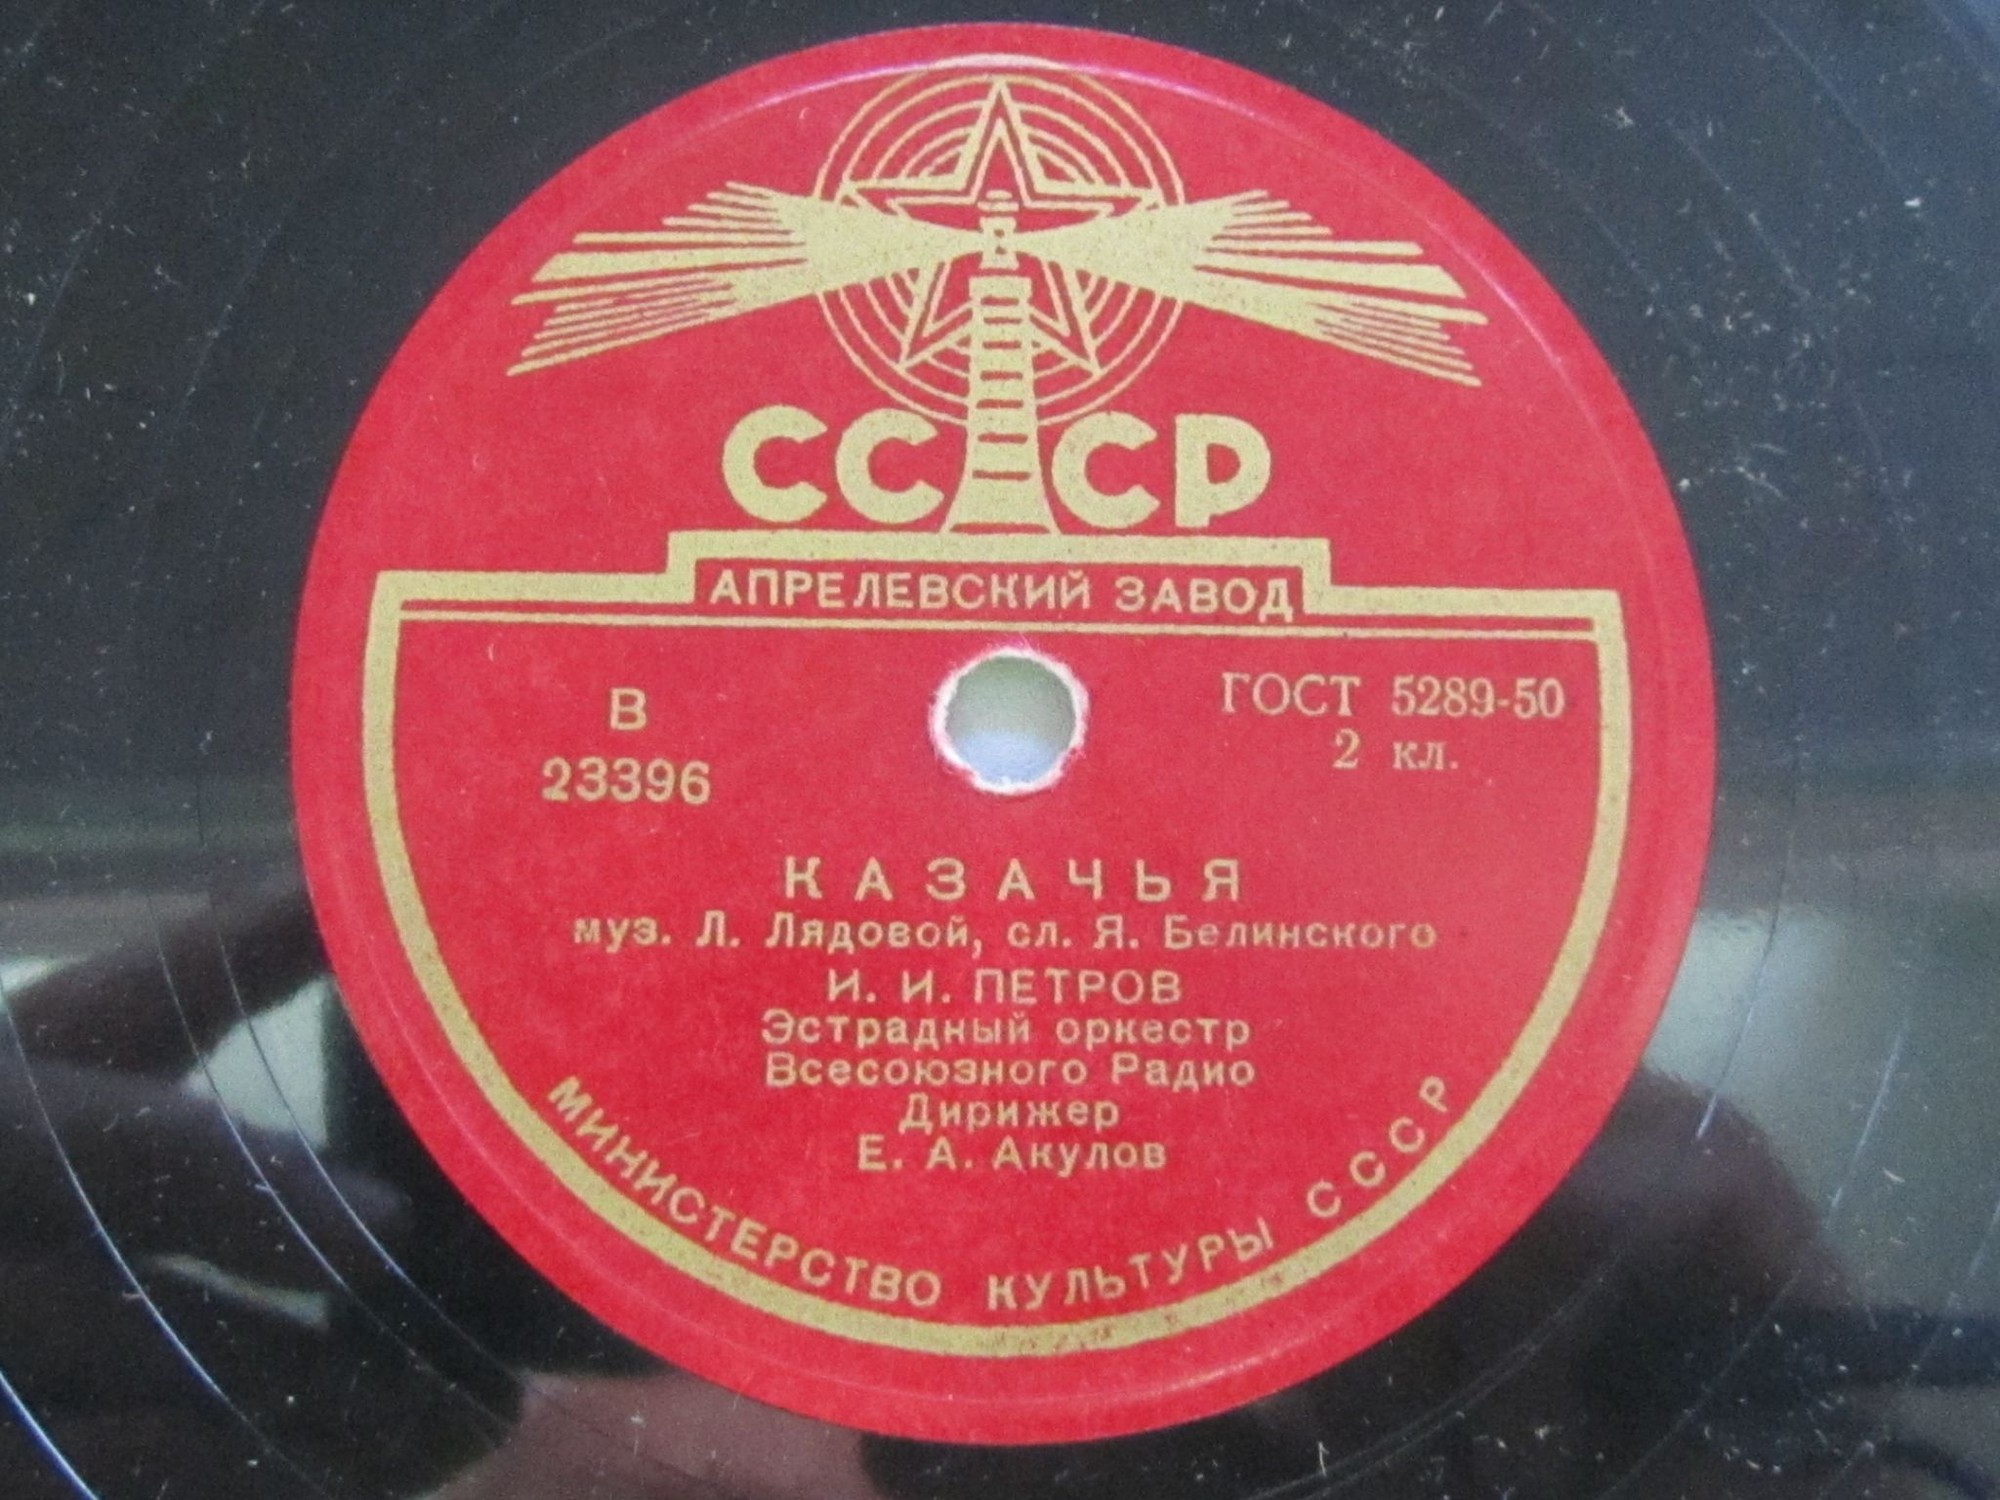 СССР
АПРЕЛЕВСКИЙ ЗАВОД
В
23396
ГОСТ 5289-50
2 кл.
КАЗАЧЬЯ
муз. Л. Лядовой, сл. Я. Белинского
И. И. ПЕТРОВ
Эстрадный оркестр
Всесоюзного Радио
Дирижер
Е. А. Акулов
МИНИСТЕРСТВО КУЛЬТУРЫ СССР